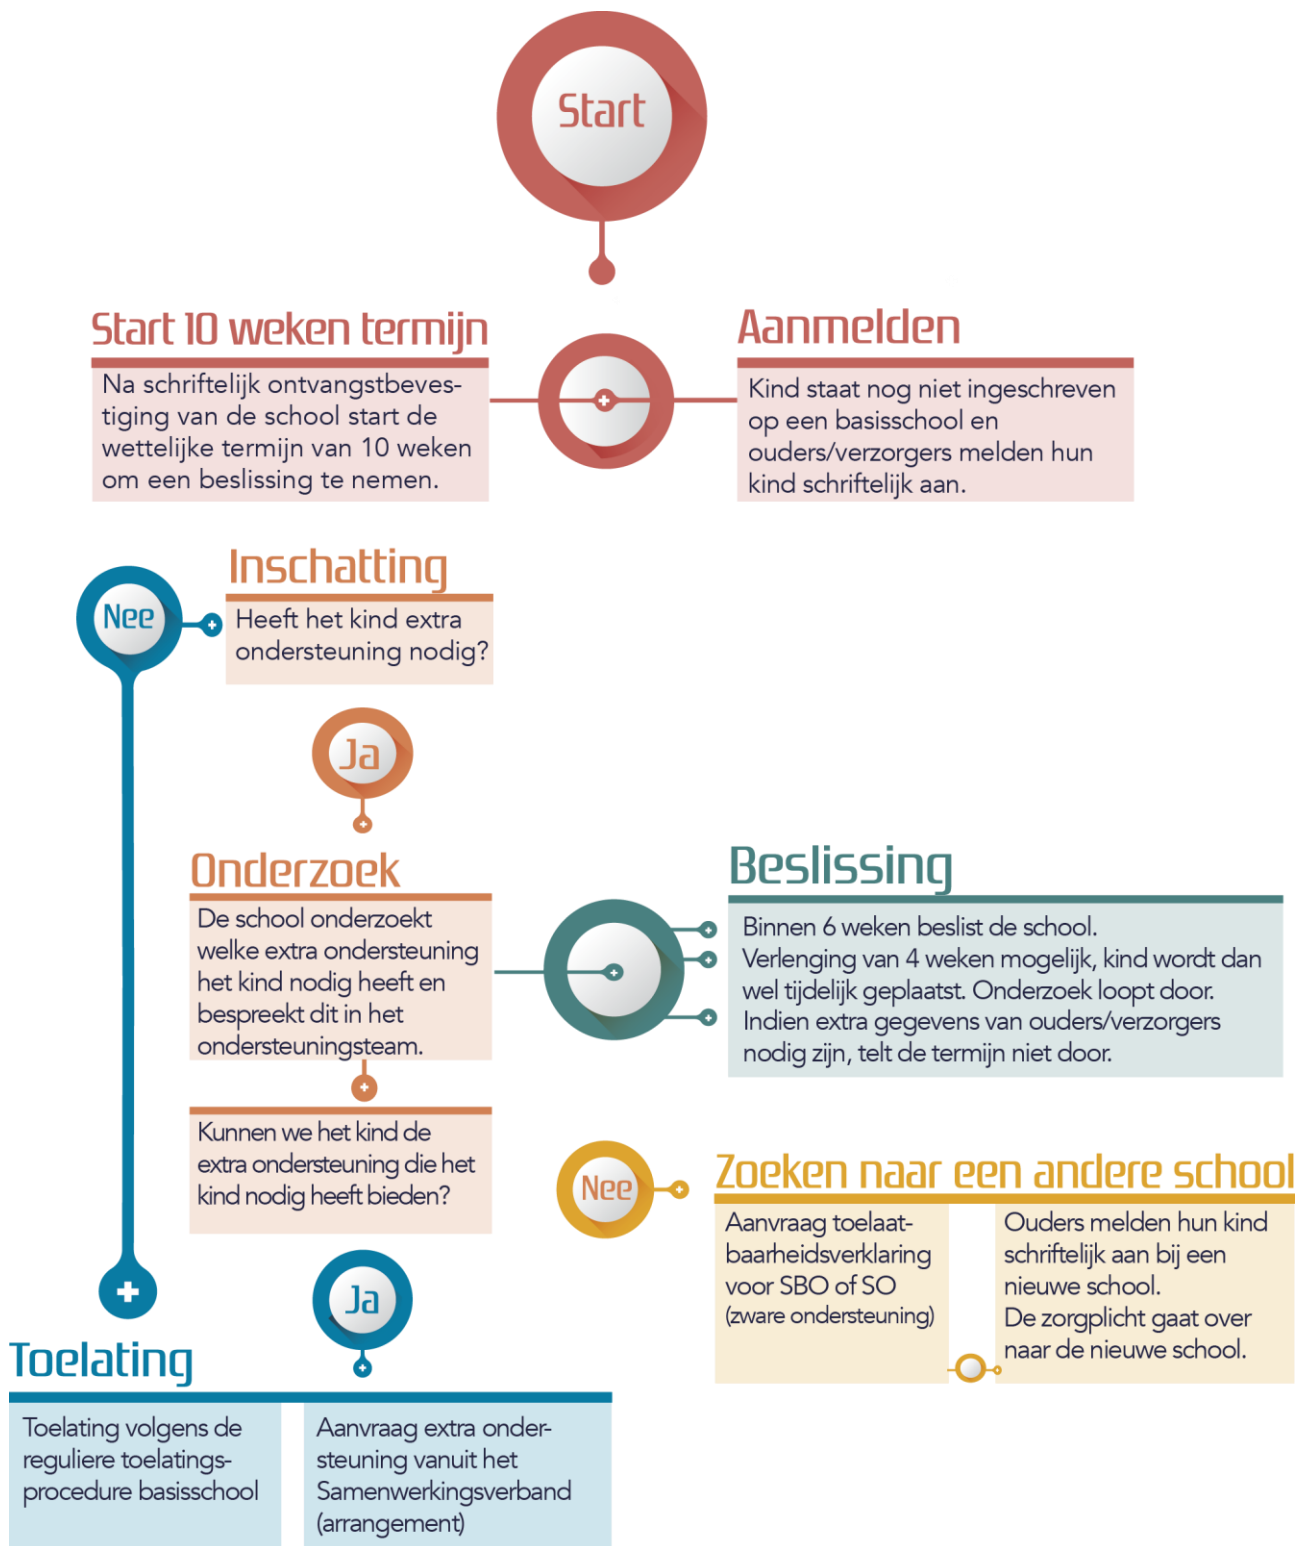 Start
Start 10 weken termijn
Na schriftelijk ontvangstbeves-
tiging van de school start de
wettelijke termijn van 10 weken
om een beslissing te nemen.
Aanmelden
Kind staat nog niet ingeschreven
op een basisschool en
ouders/verzorgers melden hun
kind schriftelijk aan.
Nee
Inschatting
Heeft het kind extra
ondersteuning nodig?
Ja
Onderzoek
De school onderzoekt
welke extra ondersteuning
het kind nodig heeft en
bespreekt dit in het
ondersteuningsteam.
Beslissing
Binnen 6 weken beslist de school.
Verlenging van 4 weken mogelijk, kind wordt dan
wel tijdelijk geplaatst. Onderzoek loopt door.
Indien extra gegevens van ouders/verzorgers
nodig zijn, telt de termijn niet door.
Kunnen we het kind de
extra ondersteuning die het
kind nodig heeft bieden?
Nee
Zoeken naar een andere school
Aanvraag toelaat-
baarheidsverklaring
voor SBO of SO
(zware ondersteuning)
Ouders melden hun kind
schriftelijk aan bij een
nieuwe school.
De zorgplicht gaat over
naar de nieuwe school.
Ja
Toelating
Toelating volgens de
reguliere toelatings-
procedure basisschool
Aanvraag extra onder-
steuning vanuit het
Samenwerkingsverband
(arrangement)